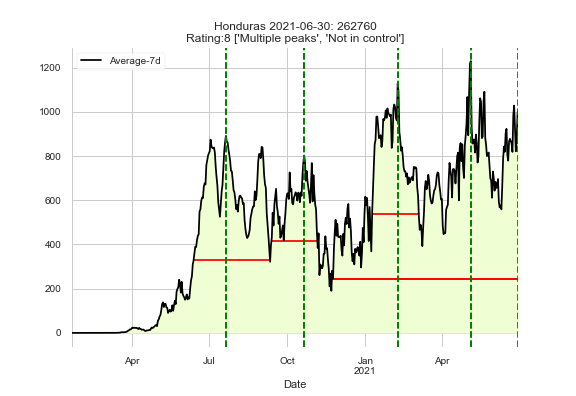 Honduras 2021-06-30: 262760
Rating:8 ['Multiple peaks', 'Not in control']
Average-7d
1200
1000
800
600
400
200
0
Apr
Jul
Oct
Jan
2021
Apr
Date